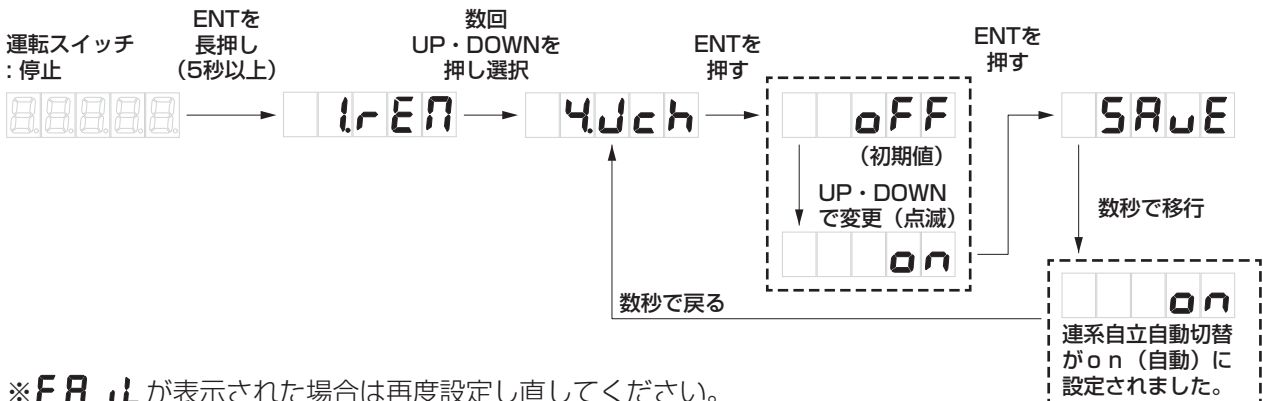 運転スイッチ
: 停止
ENTを
長押し
(5秒以上)
1.rEM
数回
UP・DOWNを
押し選択
4.Jch
ENTを
押す
oFF
(初期値)
UP・DOWN
で変更(点滅)
on
ENTを
押す
SAvE
数秒で移行
on
連系自立自動切替
がon(自動)に
設定されました。
数秒で戻る
※FAiLが表示された場合は再度設定し直してください。